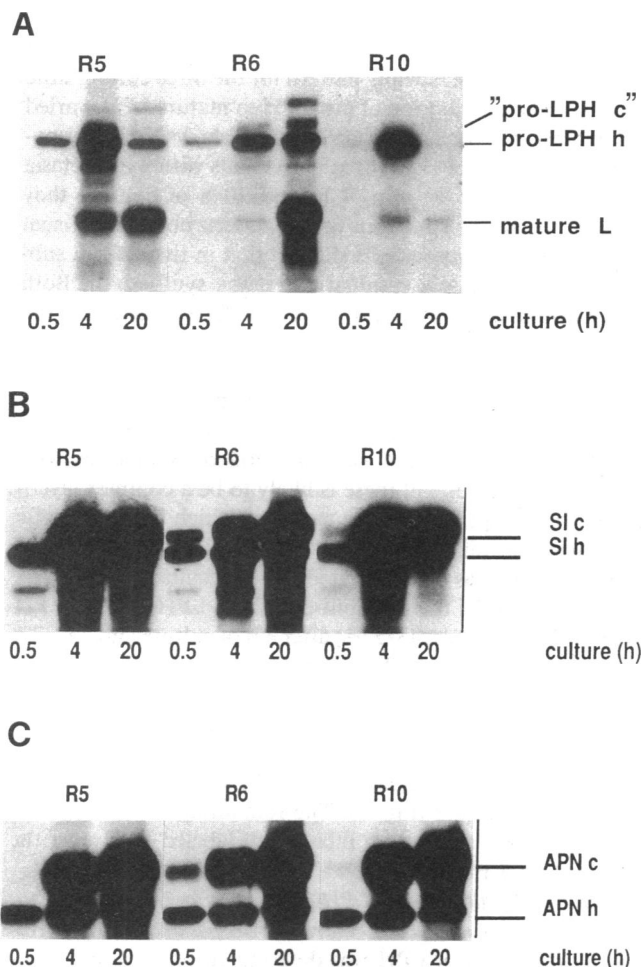 A
R5 R6 R10
"pro-LPH c"
pro-LPH h
mature L
0.5 4 20 0.5 4 20 0.5 4 20 culture (h)
B
R5 R6 R10
SI c
SI h
0.5 4 20 0.5 4 20 0.5 4 20 culture (h)
C
R5 R6 R10
APN c
APN h
0.5 4 20 0.5 4 20 0.5 4 20 culture (h)